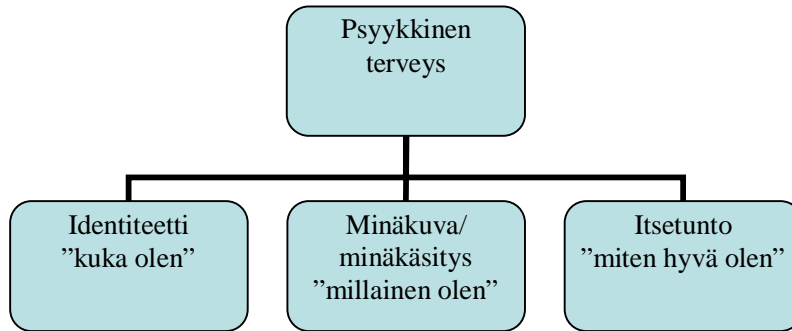 Psyykkinen
terveys
Identiteetti
”kuka olen”
Minäkuva/
minäkäsitys
”millainen olen”
Itsetunto
”miten hyvä olen”